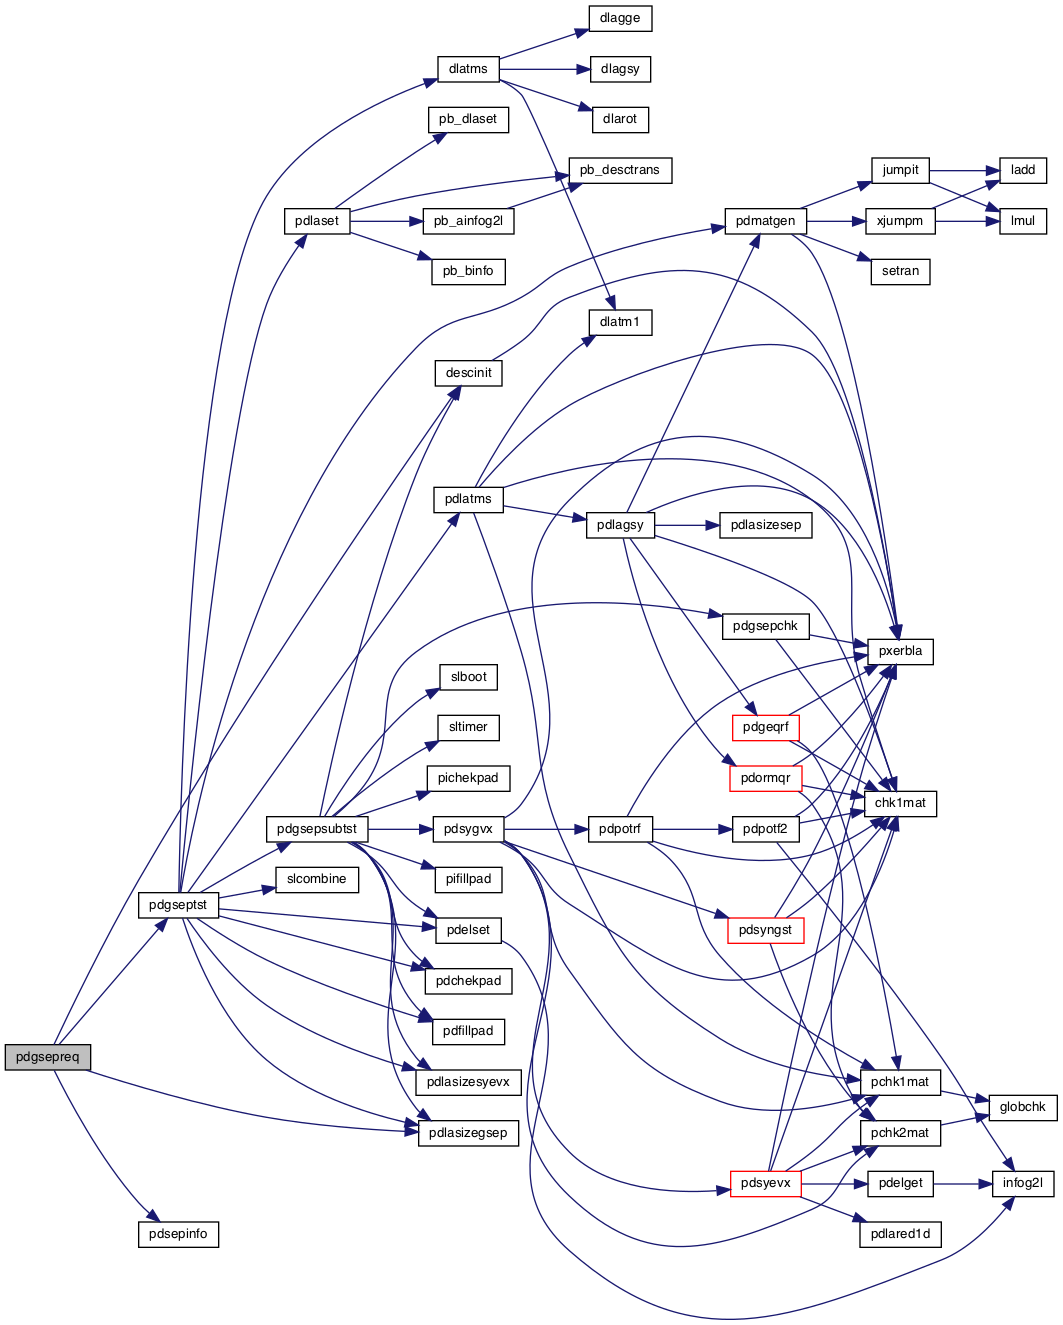 dlagge
dlatms
dlagsy
dlarot
pb_dlaset
pb_desctrans
jumpit
ladd
pdlaset
pb_ainfog2l
pdmatgen
xjumpm
lmul
pb_binfo
setran
dlatm1
descinit
pdlatms
pdlagsy
pdlasizesep
pdgsepchk
pxerbla
slboot
sltimer
pdgeqrf
pichekpad
pdormqr
chk1mat
pdgsepsubtst
pdsygvx
pdpotrf
pdpotf2
slcombine
pifillpad
pdgseptst
pdelset
pdsyngst
pdchekpad
pdfillpad
pdgsepreq
pdlasizesyevx
pchk1mat
globchk
pdlasizegsep
pchk2mat
pdsyevx
pdelget
infog2l
pdsepinfo
pdlared1d